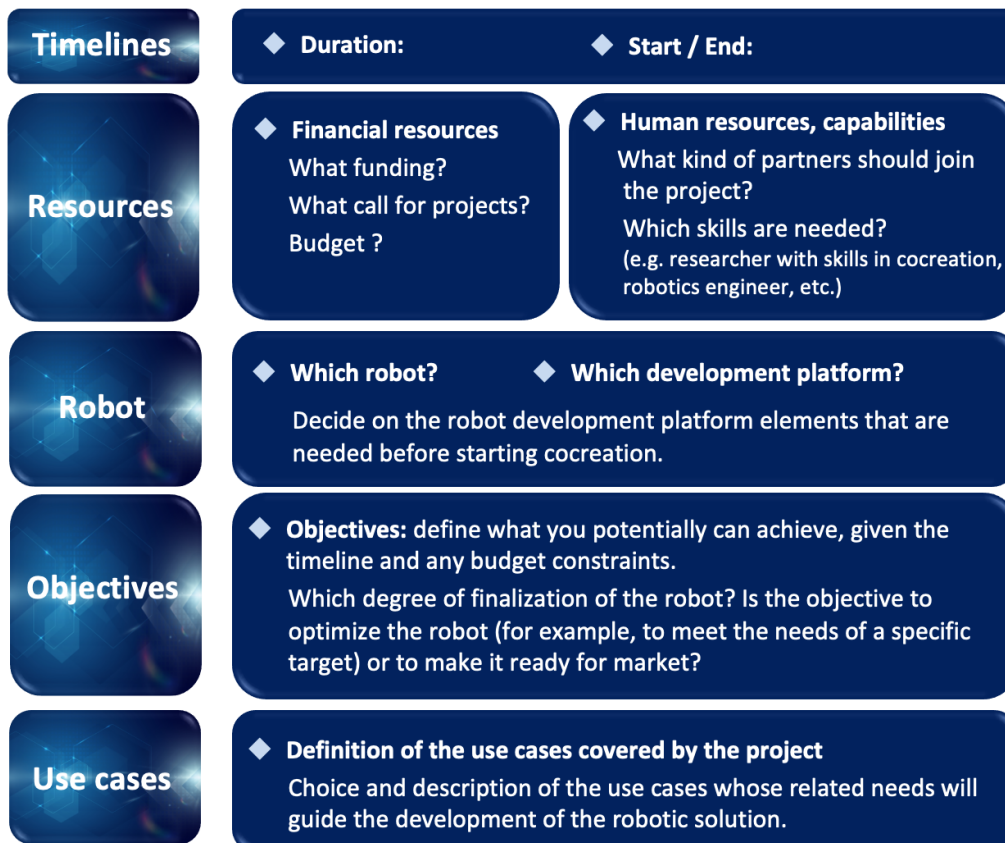 Timelines
Duration:
Start / End:
Resources
Financial resources
What funding?
What call for projects?
Budget ?
Human resources, capabilities
What kind of partners should join
the project?
Which skills are needed?
(e.g. researcher with skills in cocreation,
robotics engineer, etc.)
Robot
Which robot?
Which development platform?
Decide on the robot development platform elements that are
needed before starting cocreation.
Objectives
Objectives: define what you potentially can achieve, given the
timeline and any budget constraints.
Which degree of finalization of the robot? Is the objective to
optimize the robot (for example, to meet the needs of a specific
target) or to make it ready for market?
Use cases
Definition of the use cases covered by the project
Choice and description of the use cases whose related needs will
guide the development of the robotic solution.